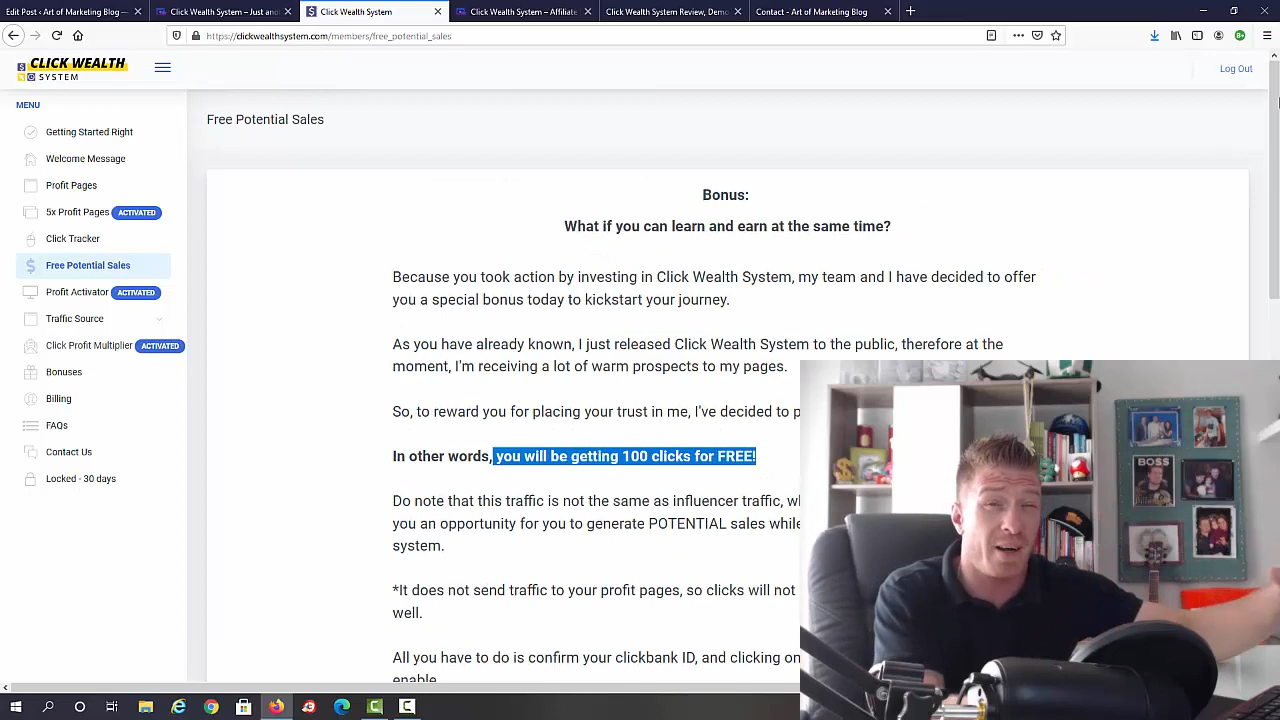 Edit Post ‹ Art of Marketing Blog —
Click Wealth System – Just ano
Click Wealth System
Click Wealth System – Affiliate
Click Wealth System Review, Demo
Contact - Art of Marketing Blog
https://clickwealthsystem.com/members/free_potential_sales
CLICK WEALTH
SYSTEM
Log Out
MENU
Getting Started Right
Welcome Message
Profit Pages
5x Profit Pages ACTIVATED
Click Tracker
Free Potential Sales
Profit Activator ACTIVATED
Traffic Source
Click Profit Multiplier ACTIVATED
Bonuses
Billing
FAQs
Contact Us
Locked - 30 days
Free Potential Sales
Bonus:
What if you can learn and earn at the same time?
Because you took action by investing in Click Wealth System, my team and I have decided to offer
you a special bonus today to kickstart your journey.
As you have already known, I just released Click Wealth System to the public, therefore at the
moment, I'm receiving a lot of warm prospects to my pages.
So, to reward you for placing your trust in me, I've decided to p
In other words, you will be getting 100 clicks for FREE!
Do note that this traffic is not the same as influencer traffic, wh
you an opportunity for you to generate POTENTIAL sales while
system.
*It does not send traffic to your profit pages, so clicks will not
well.
All you have to do is confirm your clickbank ID, and clicking on
enable
BOSS